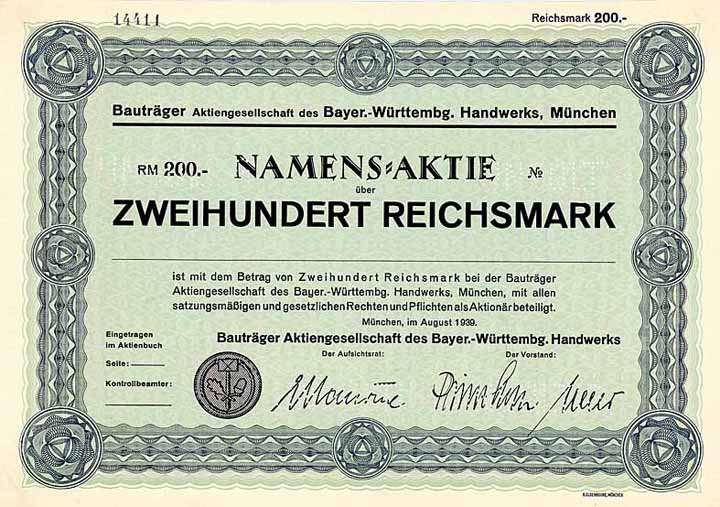 14411
Reichsmark 200.-
Bauträger Aktiengesellschaft des Bayer.-Württembg. Handwerks, München
RM 200.- NAMENS-AKTIE №
über
ZWEIHUNDERT REICHSMARK
ist mit dem Betrag von Zweihundert Reichsmark bei der Bauträger
Aktiengesellschaft des Bayer.-Württembg. Handwerks, München, mit allen
satzungsmäßigen und gesetzlichen Rechten und Pflichten als Aktionär beteiligt.
München, im August 1939.
Eingetragen
im Aktienbuch
Seite:
Kontrollbeamter:
Bauträger Aktiengesellschaft des Bayer.-Württembg. Handwerks
Der Aufsichtsrat:
Der Vorstand:
R.OLDENBOURG, MÜNCHEN